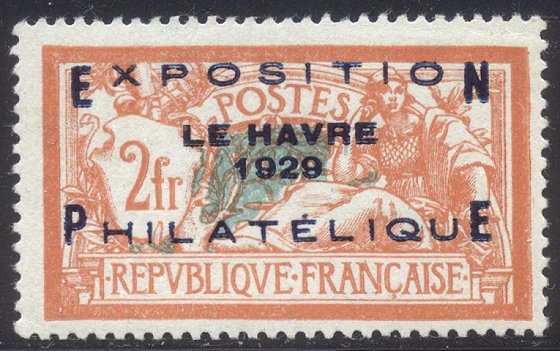 EXPOSITION
POSTES
LE HAVRE
2fr
1929
PHILATÉLIQUE
REPVBLIQVE·FRANÇAISE